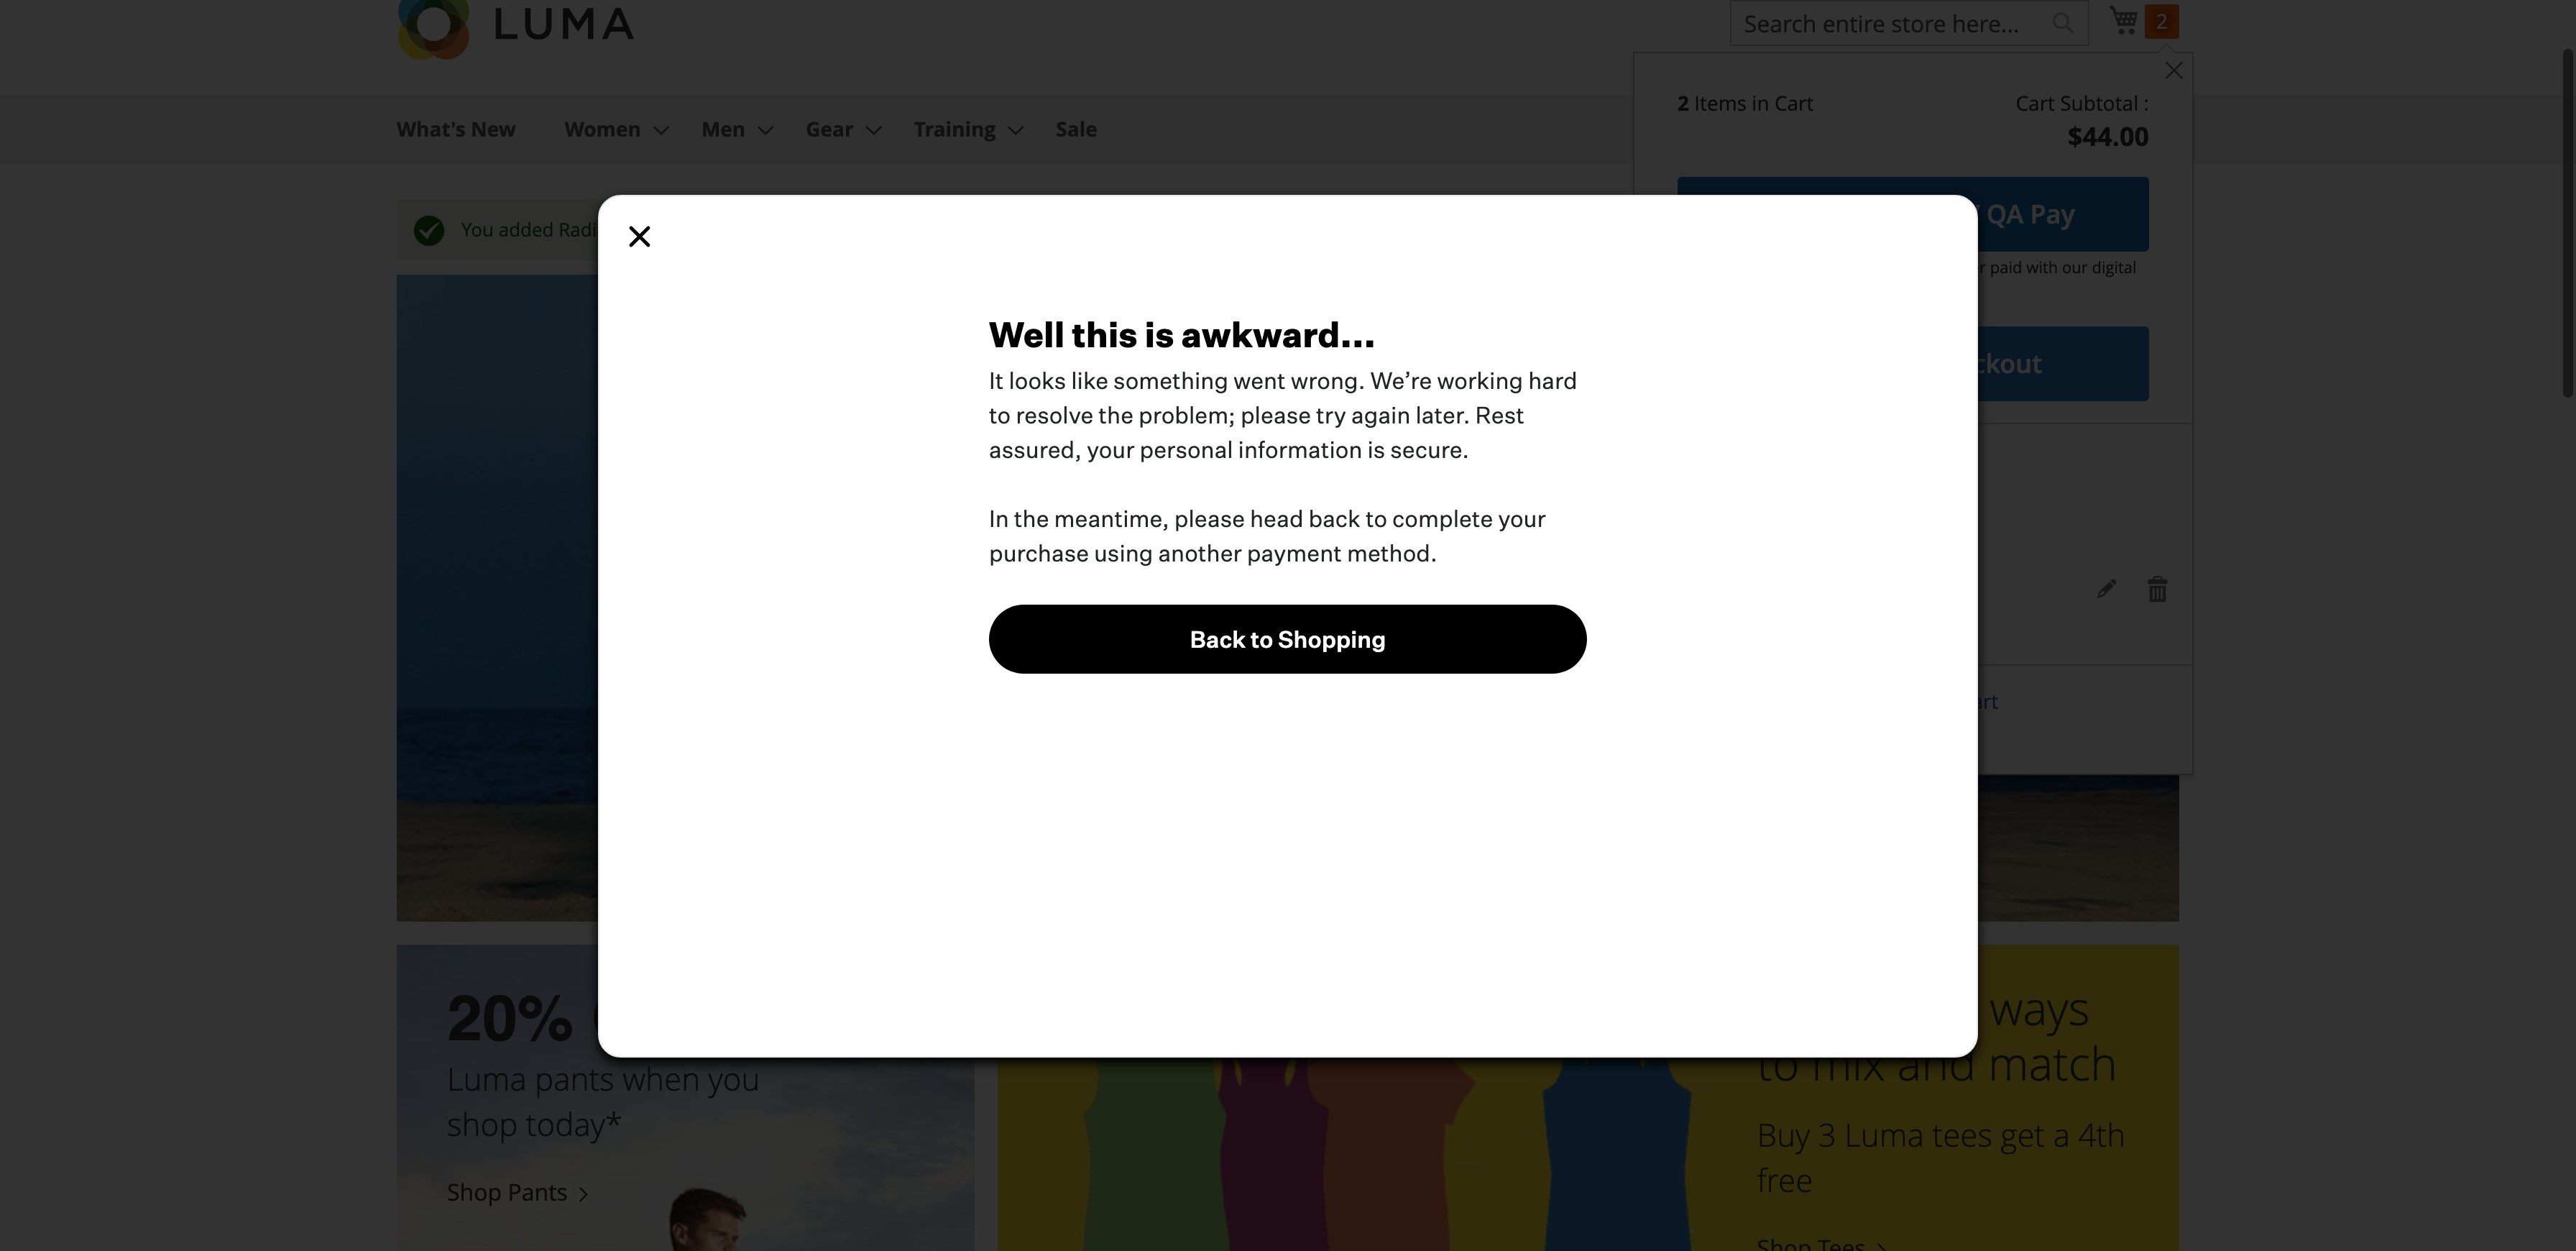 LUMA
Search entire store here...
2
2 Items in Cart
Cart Subtotal :
$44.00
What's New
Women
Men
Gear
Training
Sale
QA Pay
paid with our digital
You added
Well this is awkward...
It looks like something went wrong. We’re working hard
to resolve the problem; please try again later. Rest
assured, your personal information is secure.
In the meantime, please head back to complete your
purchase using another payment method.
Back to Shopping
20%
Luma pants when you
shop today*
Shop Pants
ways
to mix and match
Buy 3 Luma tees get a 4th
free
Shop Tees